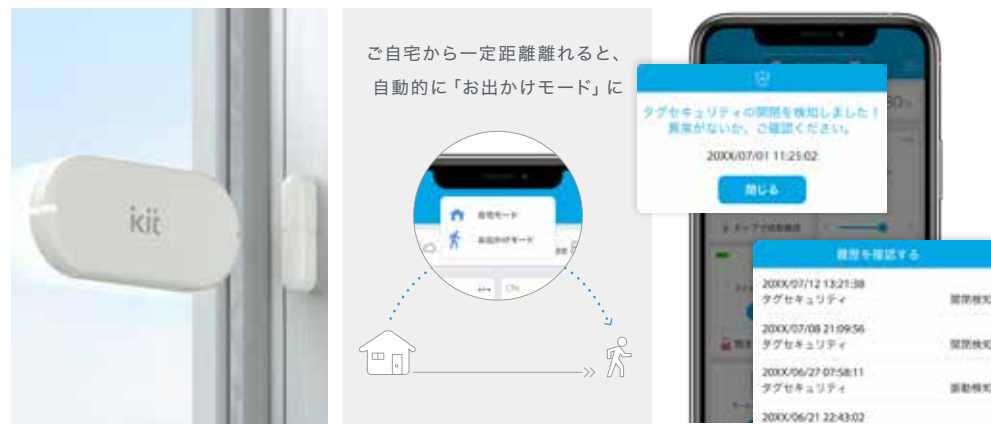 kit
ご自宅から一定距離離れると、
自動的に「お出かけモード」に
自宅モード
お出かけモード
タグセキュリティの開閉を検知しました！
異常がないか、ご確認ください。
20XX/07/01 11:25:02
閉じる
履歴を確認する
20XX/07/12 13:21:38
タグセキュリティ 開閉検知
20XX/07/08 21:09:56
タグセキュリティ 開閉検知
20XX/06/27 07:58:11
タグセキュリティ 振動検知
20XX/06/21 22:43:02